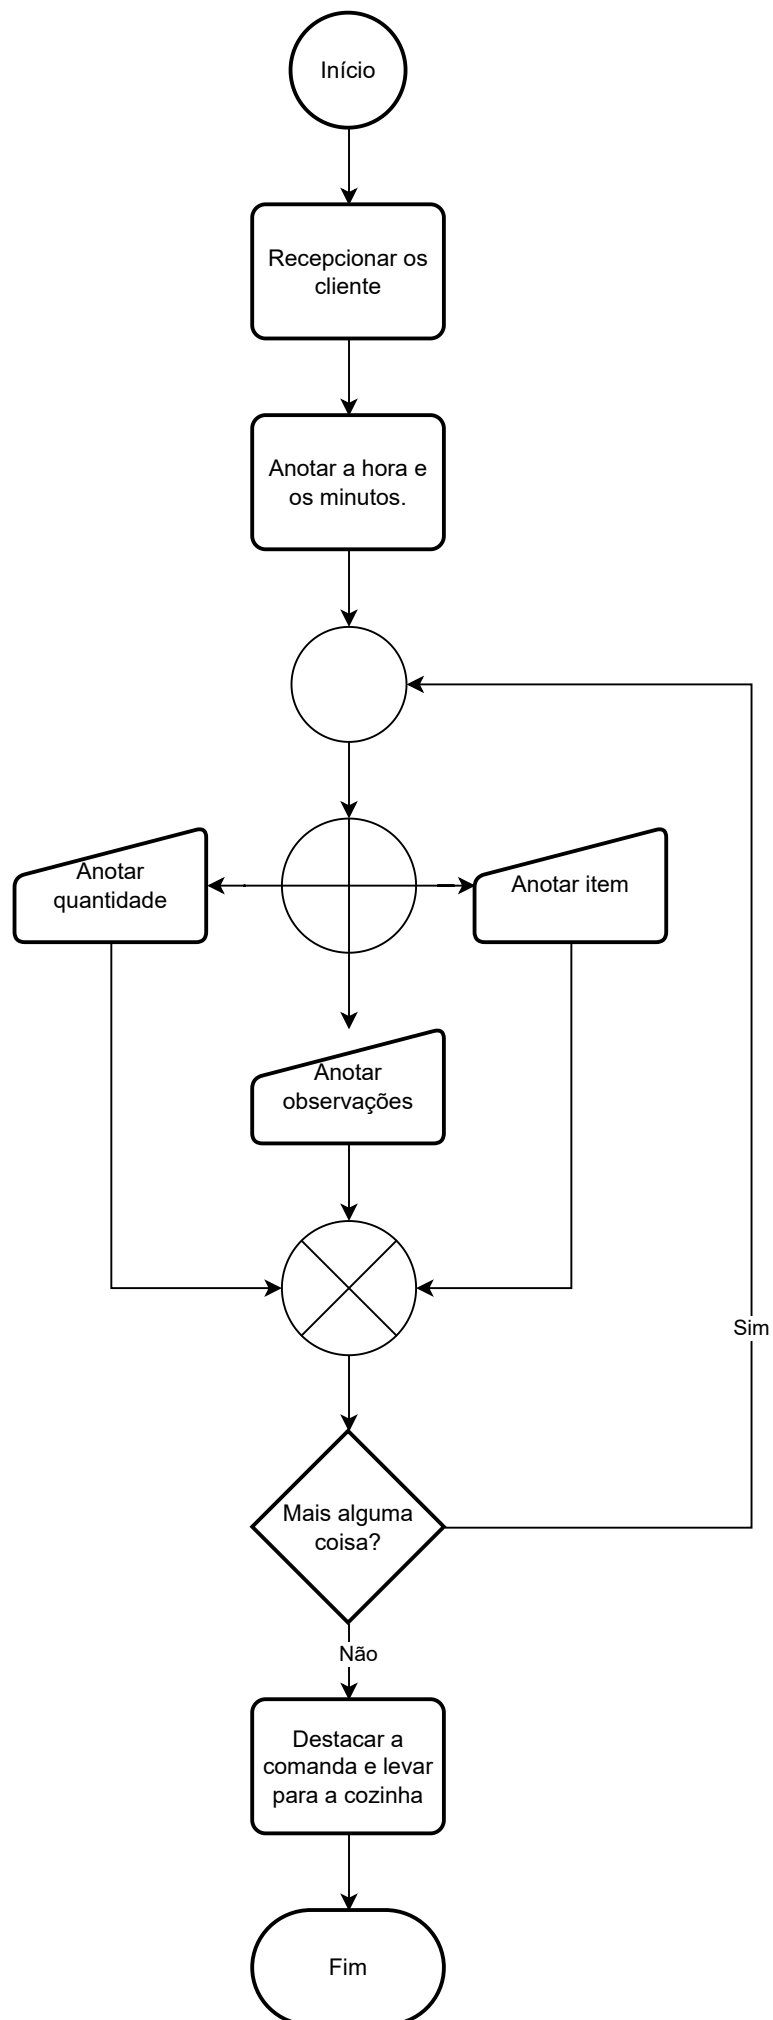 Início
Recepcionar os
cliente
Anotar a hora e
os minutos.
Anotar
quantidade
Anotar item
Anotar
observações
Sim
Mais alguma
coisa?
Não
Destacar a
comanda e levar
para a cozinha
Fim